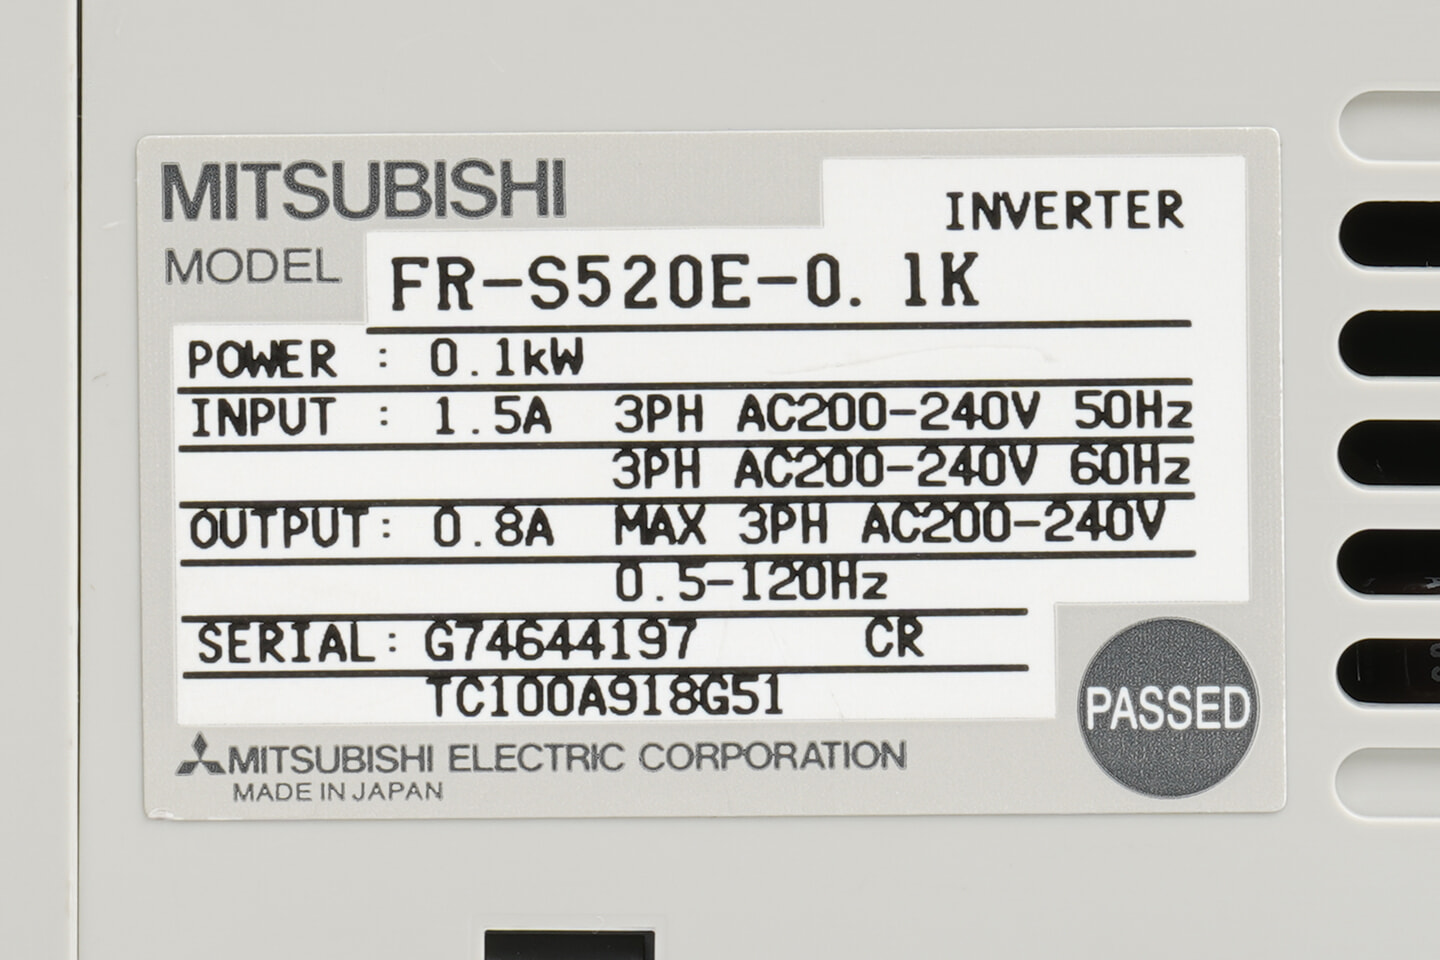 MITSUBISHI
INVERTER
MODEL FR-S520E-0.1K
POWER : 0.1kW
INPUT : 1.5A 3PH AC200-240V 50Hz
3PH AC200-240V 60Hz
OUTPUT: 0.8A MAX 3PH AC200-240V
0.5-120Hz
SERIAL: G74644197 CR
TC100A918G51
PASSED
MITSUBISHI ELECTRIC CORPORATION
MADE IN JAPAN